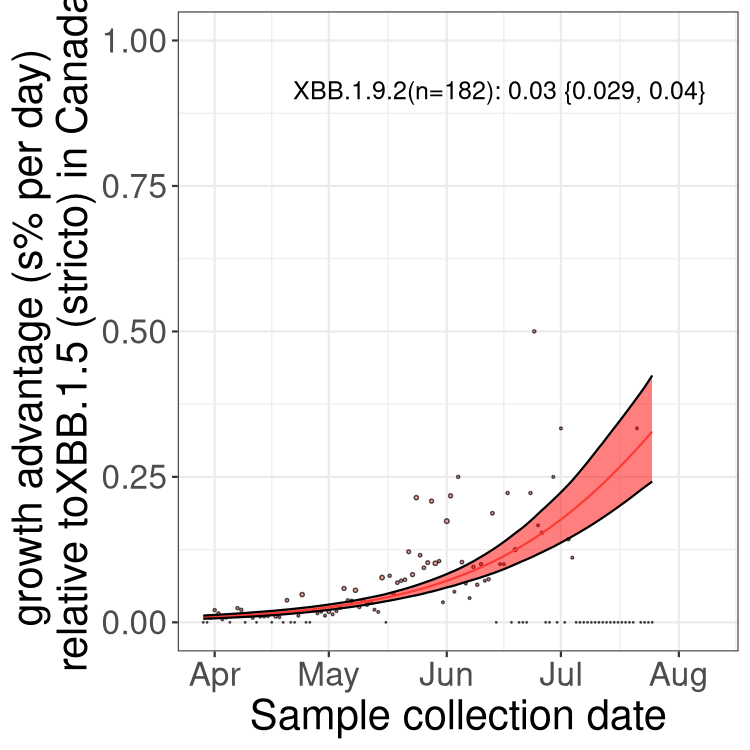 growth advantage (s% per day)
relative toXBB.1.5 (stricto) in Canada
1.00
0.75
0.50
0.25
0.00
XBB.1.9.2(n=182): 0.03 {0.029, 0.04}
Apr May Jun Jul Aug
Sample collection date